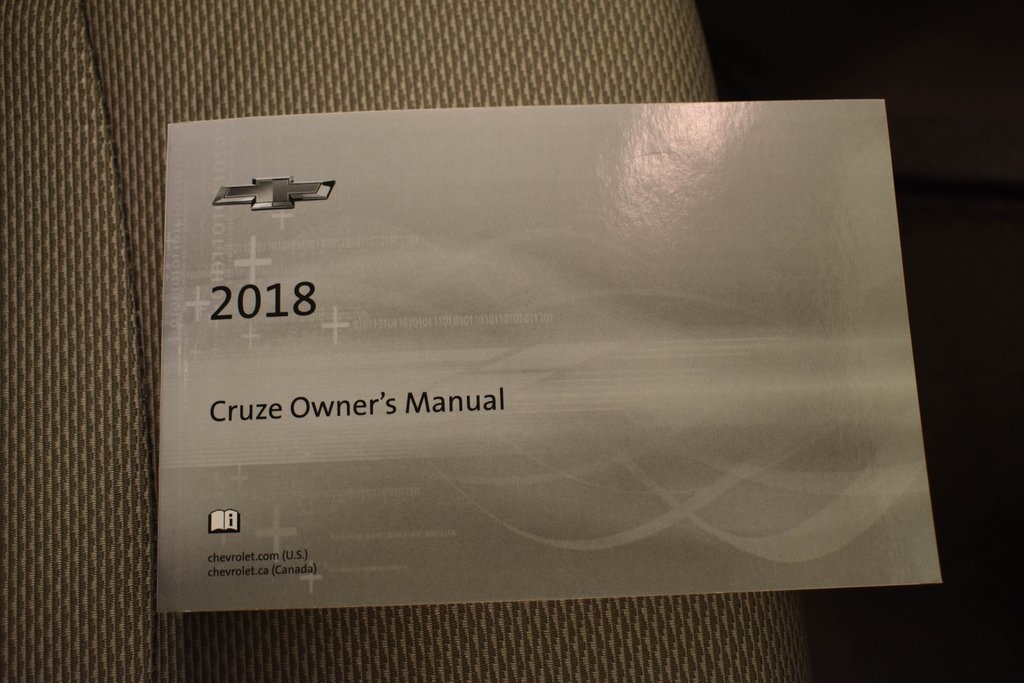 2018
Cruze Owner's Manual
i
chevrolet.com (U.S.)
chevrolet.ca (Canada)